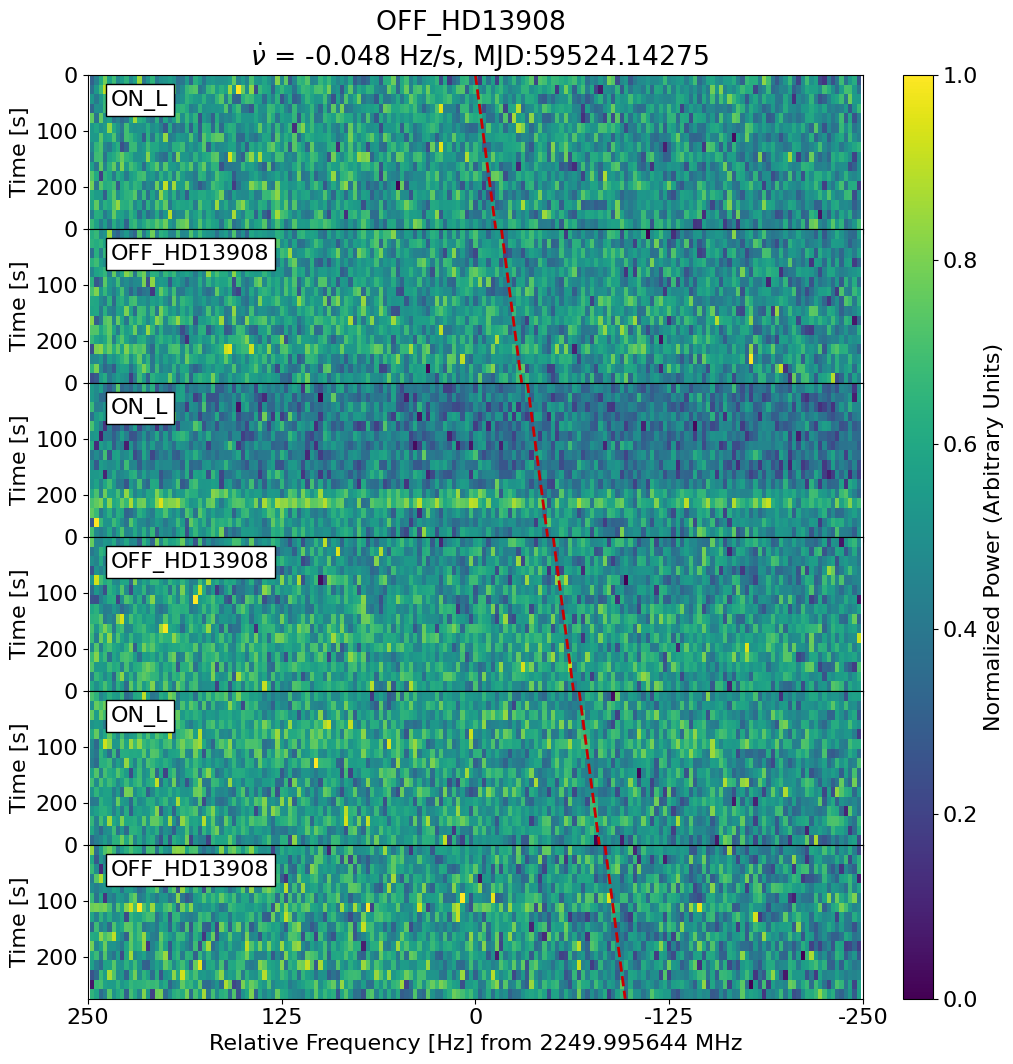 OFF_HD13908
ν̇ = -0.048 Hz/s, MJD:59524.14275
0
100
200
Time [s]
ON_L
0
100
200
Time [s]
OFF_HD13908
0
100
200
Time [s]
ON_L
0
100
200
Time [s]
OFF_HD13908
0
100
200
Time [s]
ON_L
0
100
200
Time [s]
OFF_HD13908
250
125
0
-125
-250
Relative Frequency [Hz] from 2249.995644 MHz
1.0
0.8
0.6
0.4
0.2
0.0
Normalized Power (Arbitrary Units)